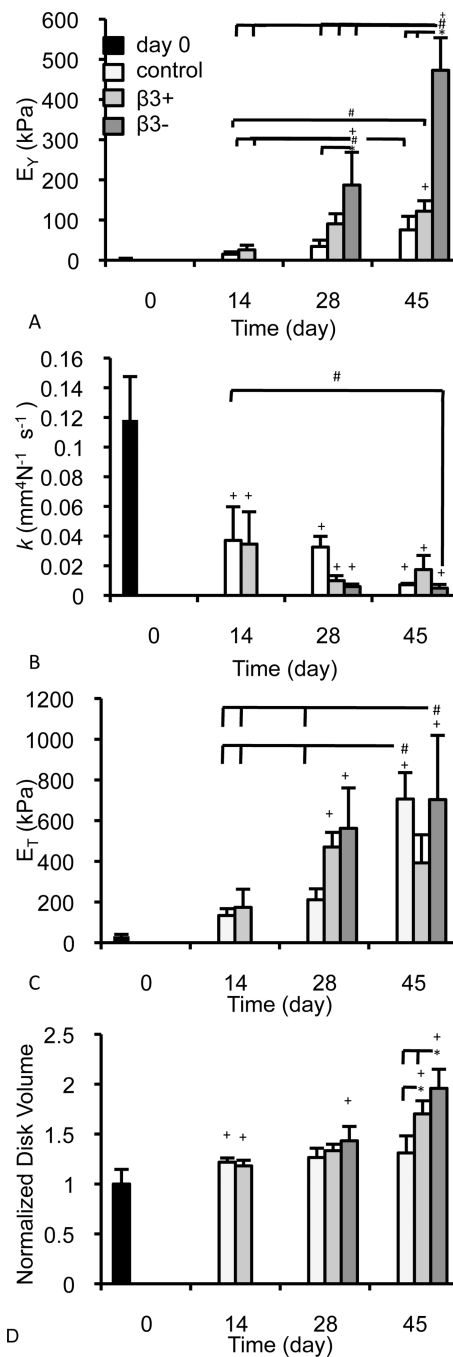 600
500
400
300
200
100
0
E_Y (kPa)
day 0
control
β3+
β3-
+
#
*
#
+
#
*
+
0 14 28 45
A Time (day)
0.16
0.14
0.12
0.10
0.08
0.06
0.04
0.02
0
k (mm⁴N⁻¹ s⁻¹)
#
+ + + + + + + +
0 14 28 45
B Time (day)
1200
1000
800
600
400
200
0
E_T (kPa)
#
+
#
+
+ +
0 14 28 45
C Time (day)
2.5
2
1.5
1
0.5
0
Normalized Disk Volume
+ + + + * + *
0 14 28 45
D Time (day)